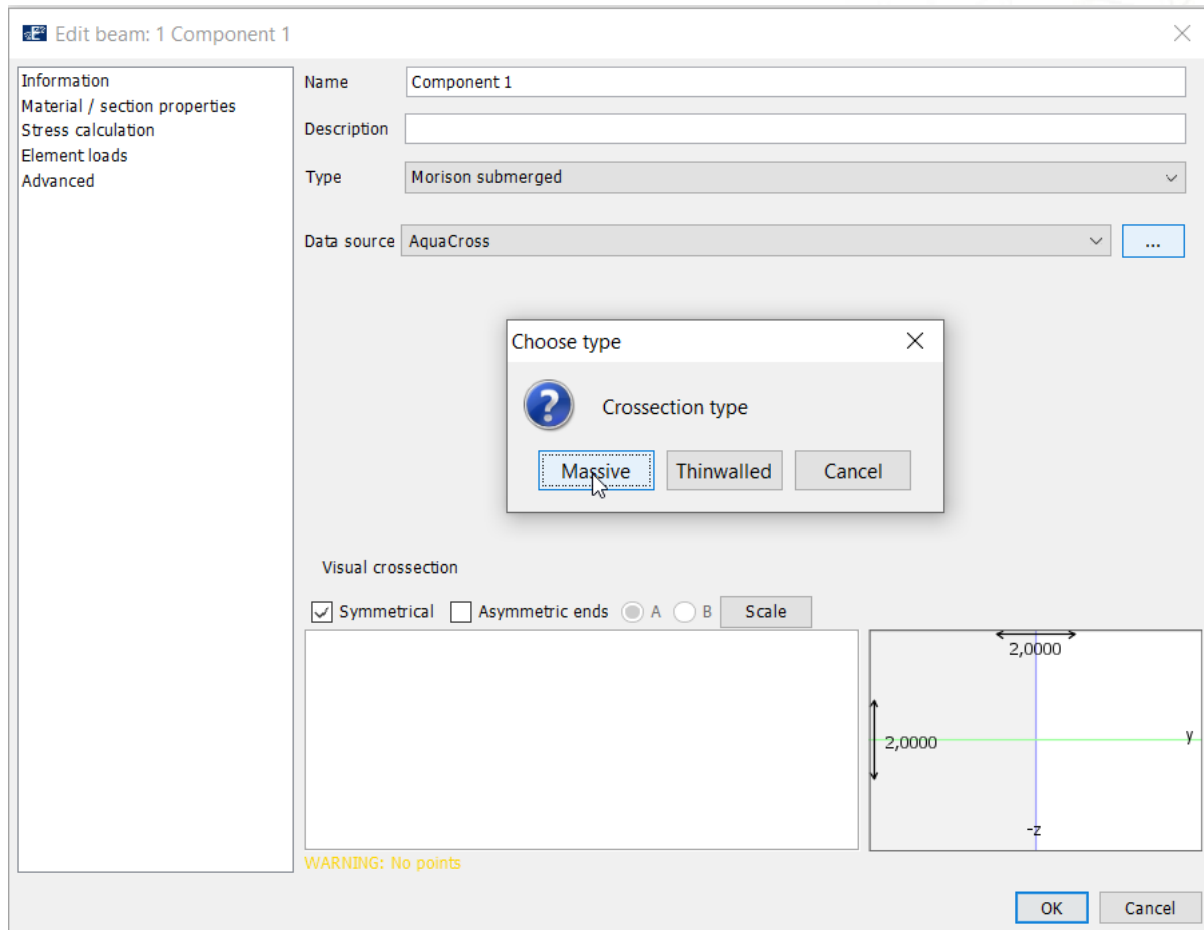 Edit beam: 1 Component 1
Information
Material / section properties
Stress calculation
Element loads
Advanced
Name Component 1
Description
Type Morison submerged
Data source AquaCross ...
Choose type
Crossection type
Massive Thinwalled Cancel
Visual crossection
Symmetrical Asymmetric ends A B Scale
2,0000
2,0000
y
-z
WARNING: No points
OK Cancel